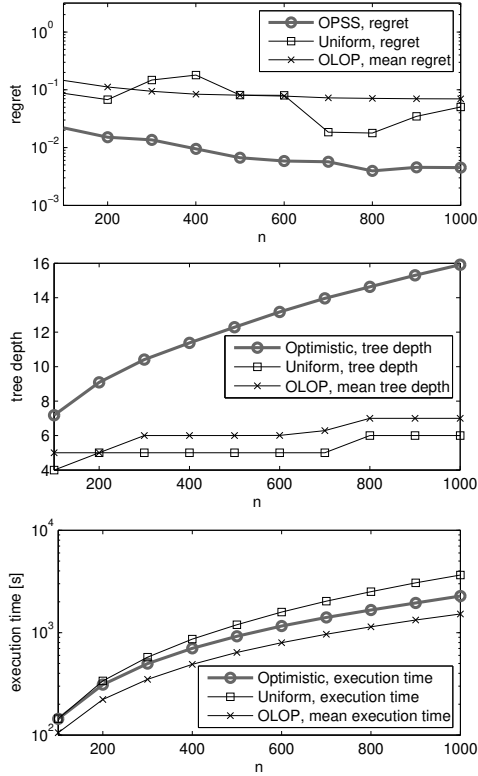 10^0
10^-1
10^-2
10^-3
regret
OPSS, regret
Uniform, regret
OLOP, mean regret
200 400 600 800 1000
n
16
14
12
10
8
6
4
tree depth
Optimistic, tree depth
Uniform, tree depth
OLOP, mean tree depth
200 400 600 800 1000
n
10^4
10^3
10^2
execution time [s]
Optimistic, execution time
Uniform, execution time
OLOP, mean execution time
200 400 600 800 1000
n